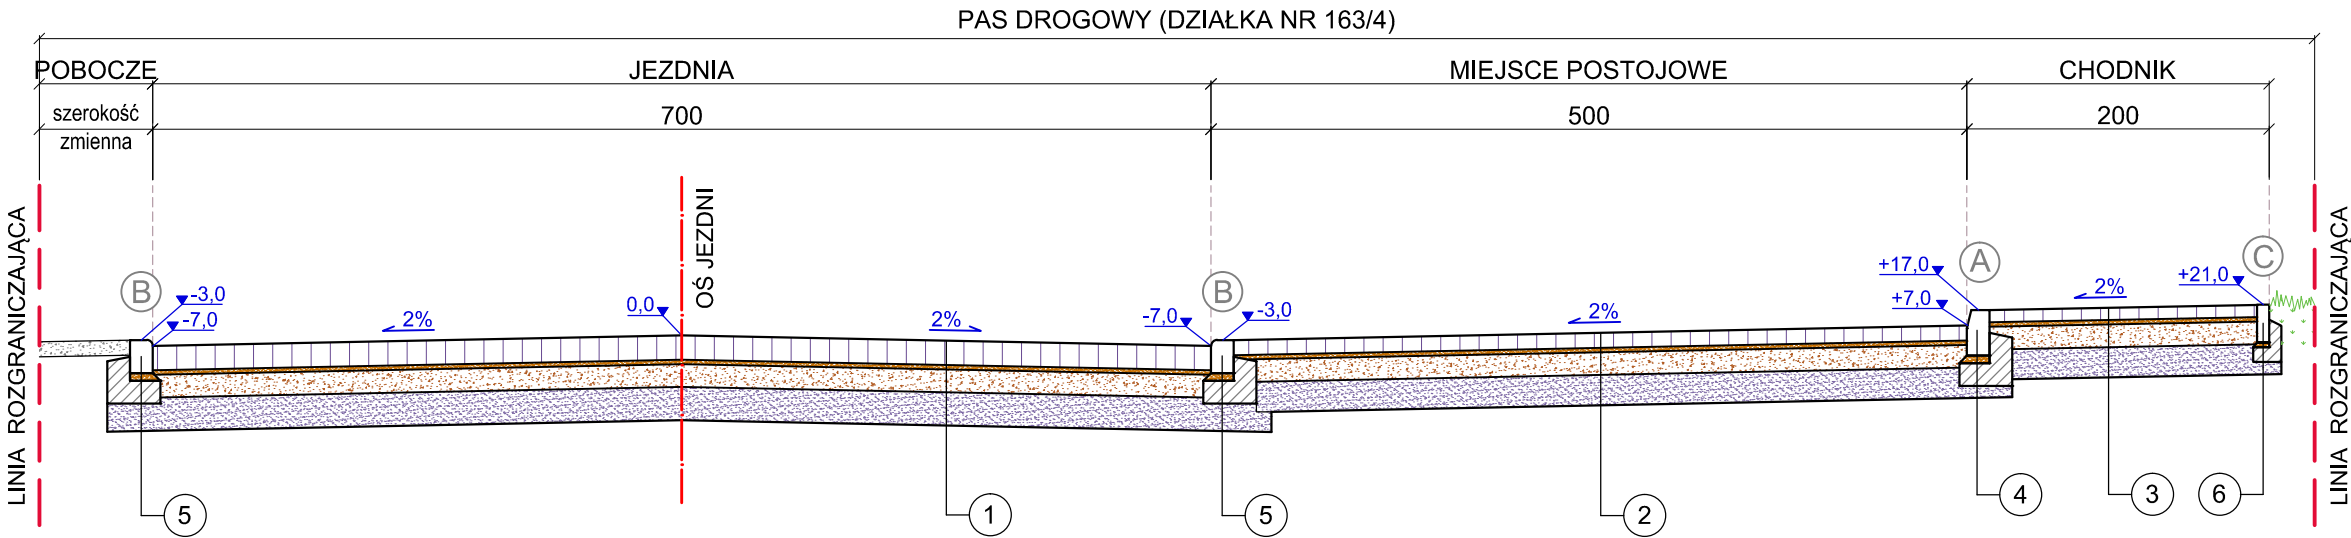 PAS DROGOWY (DZIAŁKA NR 163/4)
POBOCZE
JEZDNIA
MIEJSCE POSTOJOWE
CHODNIK
szerokość
zmienna
700
500
200
LINIA ROZGRANICZAJĄCA
OŚ JEZDNI
LINIA ROZGRANICZAJĄCA
B
-3,0
-7,0
2%
0,0
2%
-7,0
B
-3,0
2%
+17,0
+7,0
A
2%
+21,0
C
5
1
5
2
4
3
6